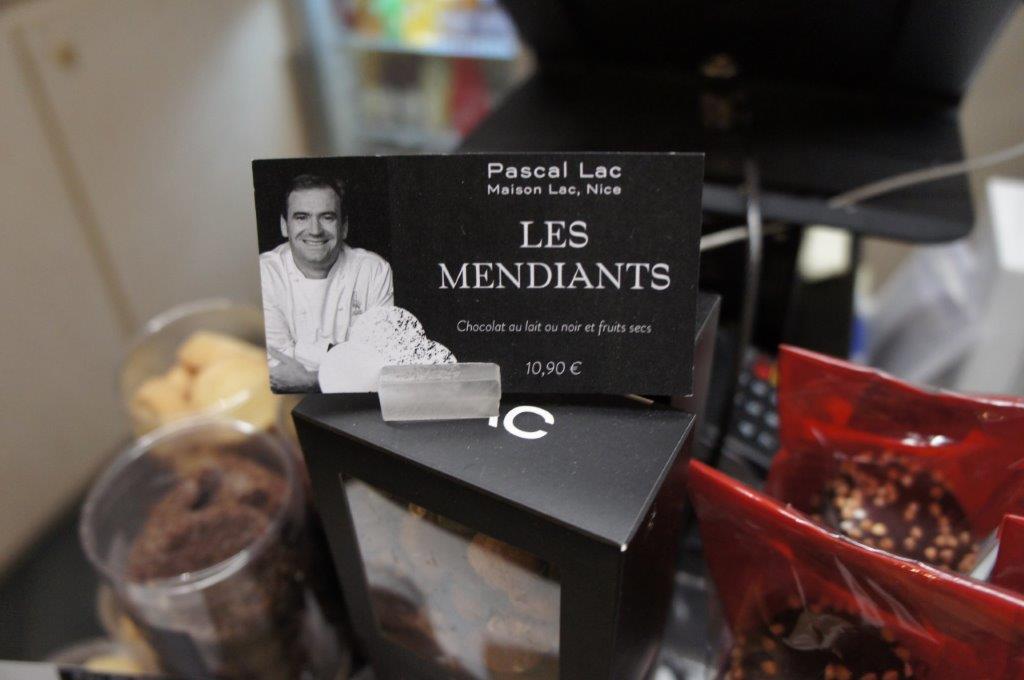 Pascal Lac
Maison Lac, Nice
LES
MENDIANTS
Chocolat au lait ou noir et fruits secs
10,90 €